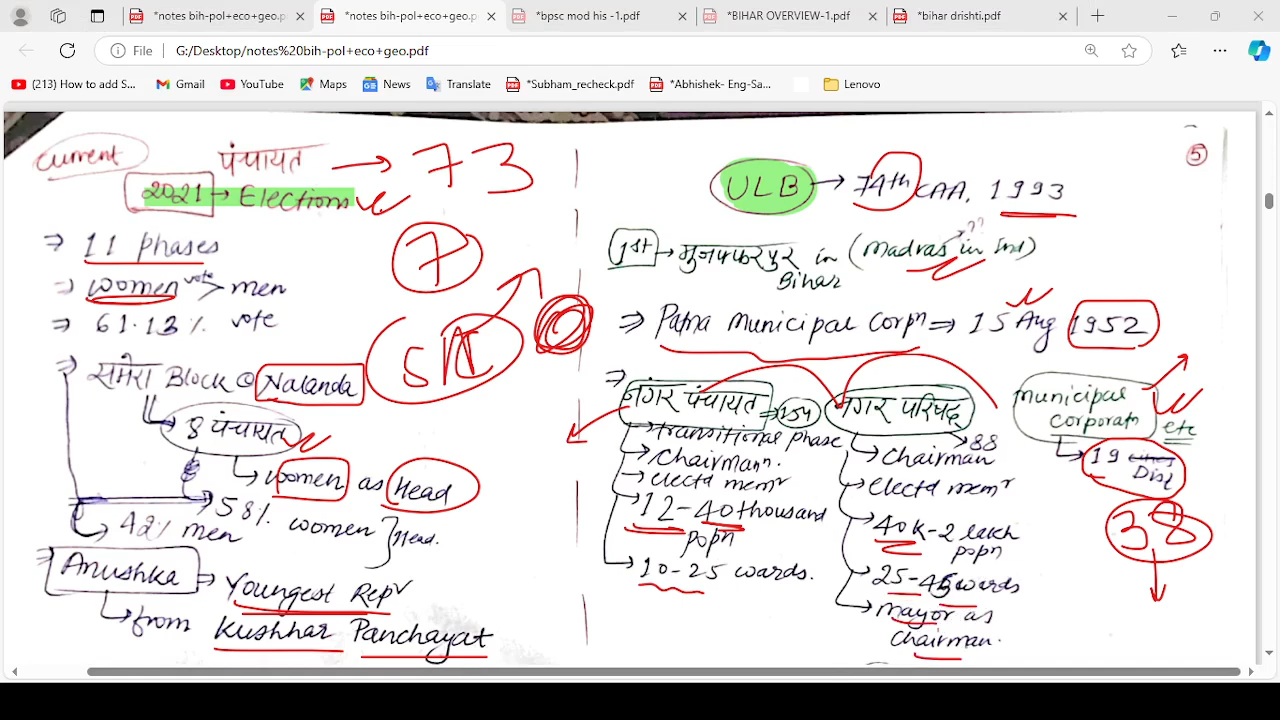 *notes bih-pol+eco+geo.p
*notes bih-pol+eco+geo.p
*bpsc mod his -1.pdf
*BIHAR OVERVIEW-1.pdf
*bihar drishti.pdf
File
G:/Desktop/notes%20bih-pol+eco+geo.pdf
(213) How to add S...
Gmail
YouTube
Maps
News
Translate
*Subham_recheck.pdf
*Abhishek- Eng-Sa...
Lenovo
Current
पंचायत → 73
2021 → Elections
⇒ 11 phases
7
⇒ women vote > men
⇒ 61.13% vote
⇒ Block @ Nalanda
8 पंचायत
women as Head
58% women
42% men
Head.
⇒ Anushka ⇒ Youngest Repv
from Kushhar Panchayat
5
ULB → 74th CAA, 1993
1st → मुजफ्फरपुर in Bihar (Madras in Ind) ??
⇒ Patna Municipal Corpn ⇒ 15 Aug 1952
⇒ नगर पंचायत → 154
transitional phase
Chairman.
electd memr
12-40 thousand popn
10-25 wards.
नगर परिषद
88
Chairman
electd memr
40K-2 lakh popn
25-45 wards
mayor as chairman.
Municipal Corporatn etc
19 Dist
38